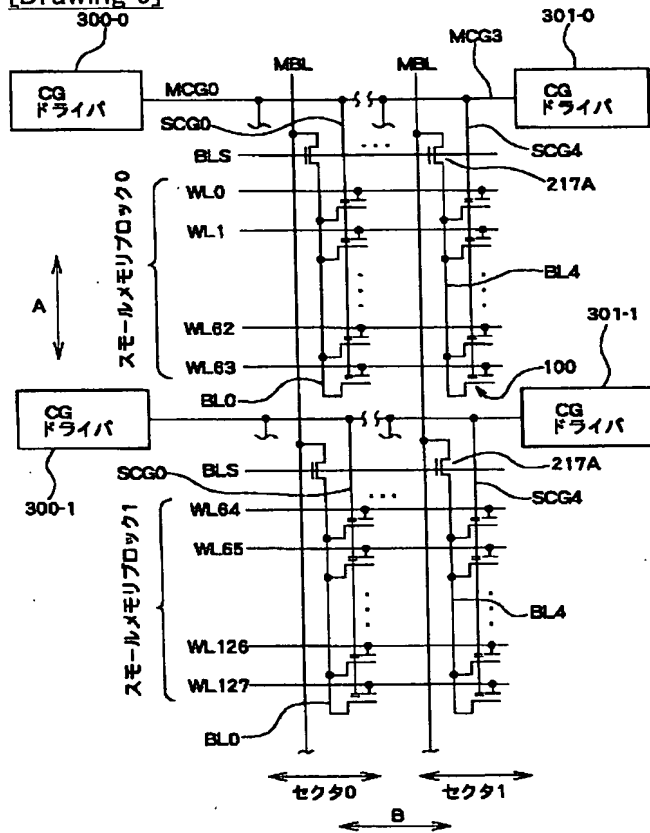 [Drawing 6]
300-0
301-0
CG
ドライバ
MBL
MCG0
SCG0
MBL
MCG3
CG
ドライバ
BLS
SCG4
217A
スモールメモリブロック0
WL0
WL1
A
BL4
WL62
WL63
301-1
BL0
100
CG
ドライバ
CG
ドライバ
300-1
SCG0
BLS
217A
SCG4
スモールメモリブロック1
WL64
WL65
BL4
WL126
WL127
BL0
セクタ0
セクタ1
B